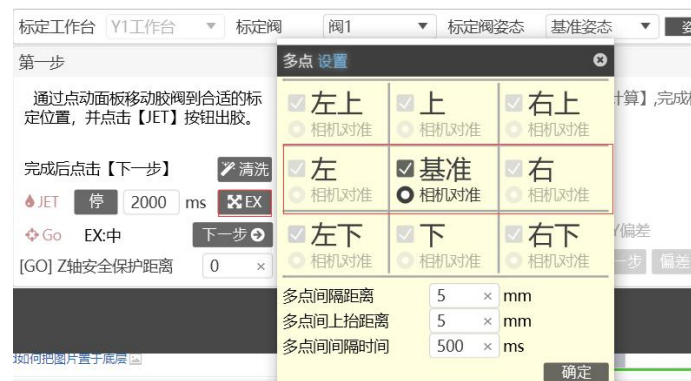 标定工作台 Y1工作台 标定阀 阀1 标定阀姿态 基准姿态
第一步
通过点动面板移动胶阀到合适的标
定位置，并点击【JET】按钮出胶。
完成后点击【下一步】 清洗
JET 停 2000 ms EX
Go EX:中 下一步
[GO] Z轴安全保护距离 0 ×
多点 设置
左上 上 右上
相机对准 相机对准 相机对准
左 基准 右
相机对准 相机对准 相机对准
左下 下 右下
相机对准 相机对准 相机对准
多点间隔距离 5 × mm
多点间上抬距离 5 × mm
多点间间隔时间 500 × ms
确定
算】,完成
偏差
步 偏差
如何把图片置于底层